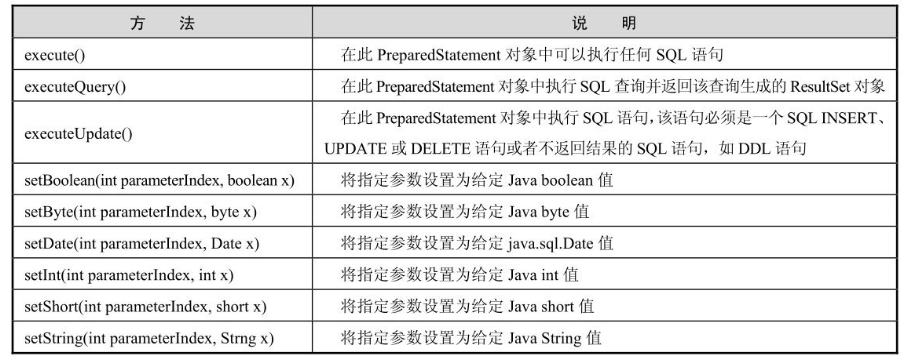 方 法 说 明
execute() 在此 PreparedStatement 对象中可以执行任何 SQL 语句
executeQuery() 在此 PreparedStatement 对象中执行 SQL 查询并返回该查询生成的 ResultSet 对象
executeUpdate() 在此 PreparedStatement 对象中执行 SQL 语句，该语句必须是一个 SQL INSERT、
UPDATE 或 DELETE 语句或者不返回结果的 SQL 语句，如 DDL 语句
setBoolean(int parameterIndex, boolean x) 将指定参数设置为给定 Java boolean 值
setByte(int parameterIndex, byte x) 将指定参数设置为给定 Java byte 值
setDate(int parameterIndex, Date x) 将指定参数设置为给定 java.sql.Date 值
setInt(int parameterIndex, int x) 将指定参数设置为给定 Java int 值
setShort(int parameterIndex, short x) 将指定参数设置为给定 Java short 值
setString(int parameterIndex, Strng x) 将指定参数设置为给定 Java String 值